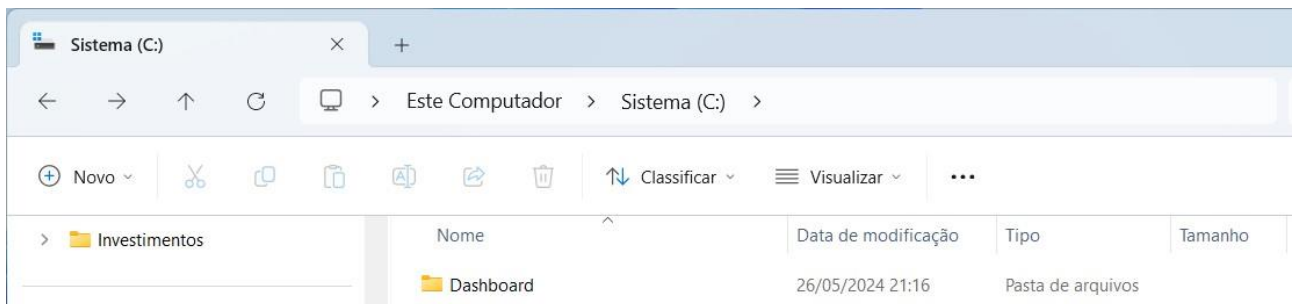 Sistema (C:)
Este Computador > Sistema (C:) >
Novo
Classificar
Visualizar
Investimentos
Nome Data de modificação Tipo Tamanho
Dashboard 26/05/2024 21:16 Pasta de arquivos